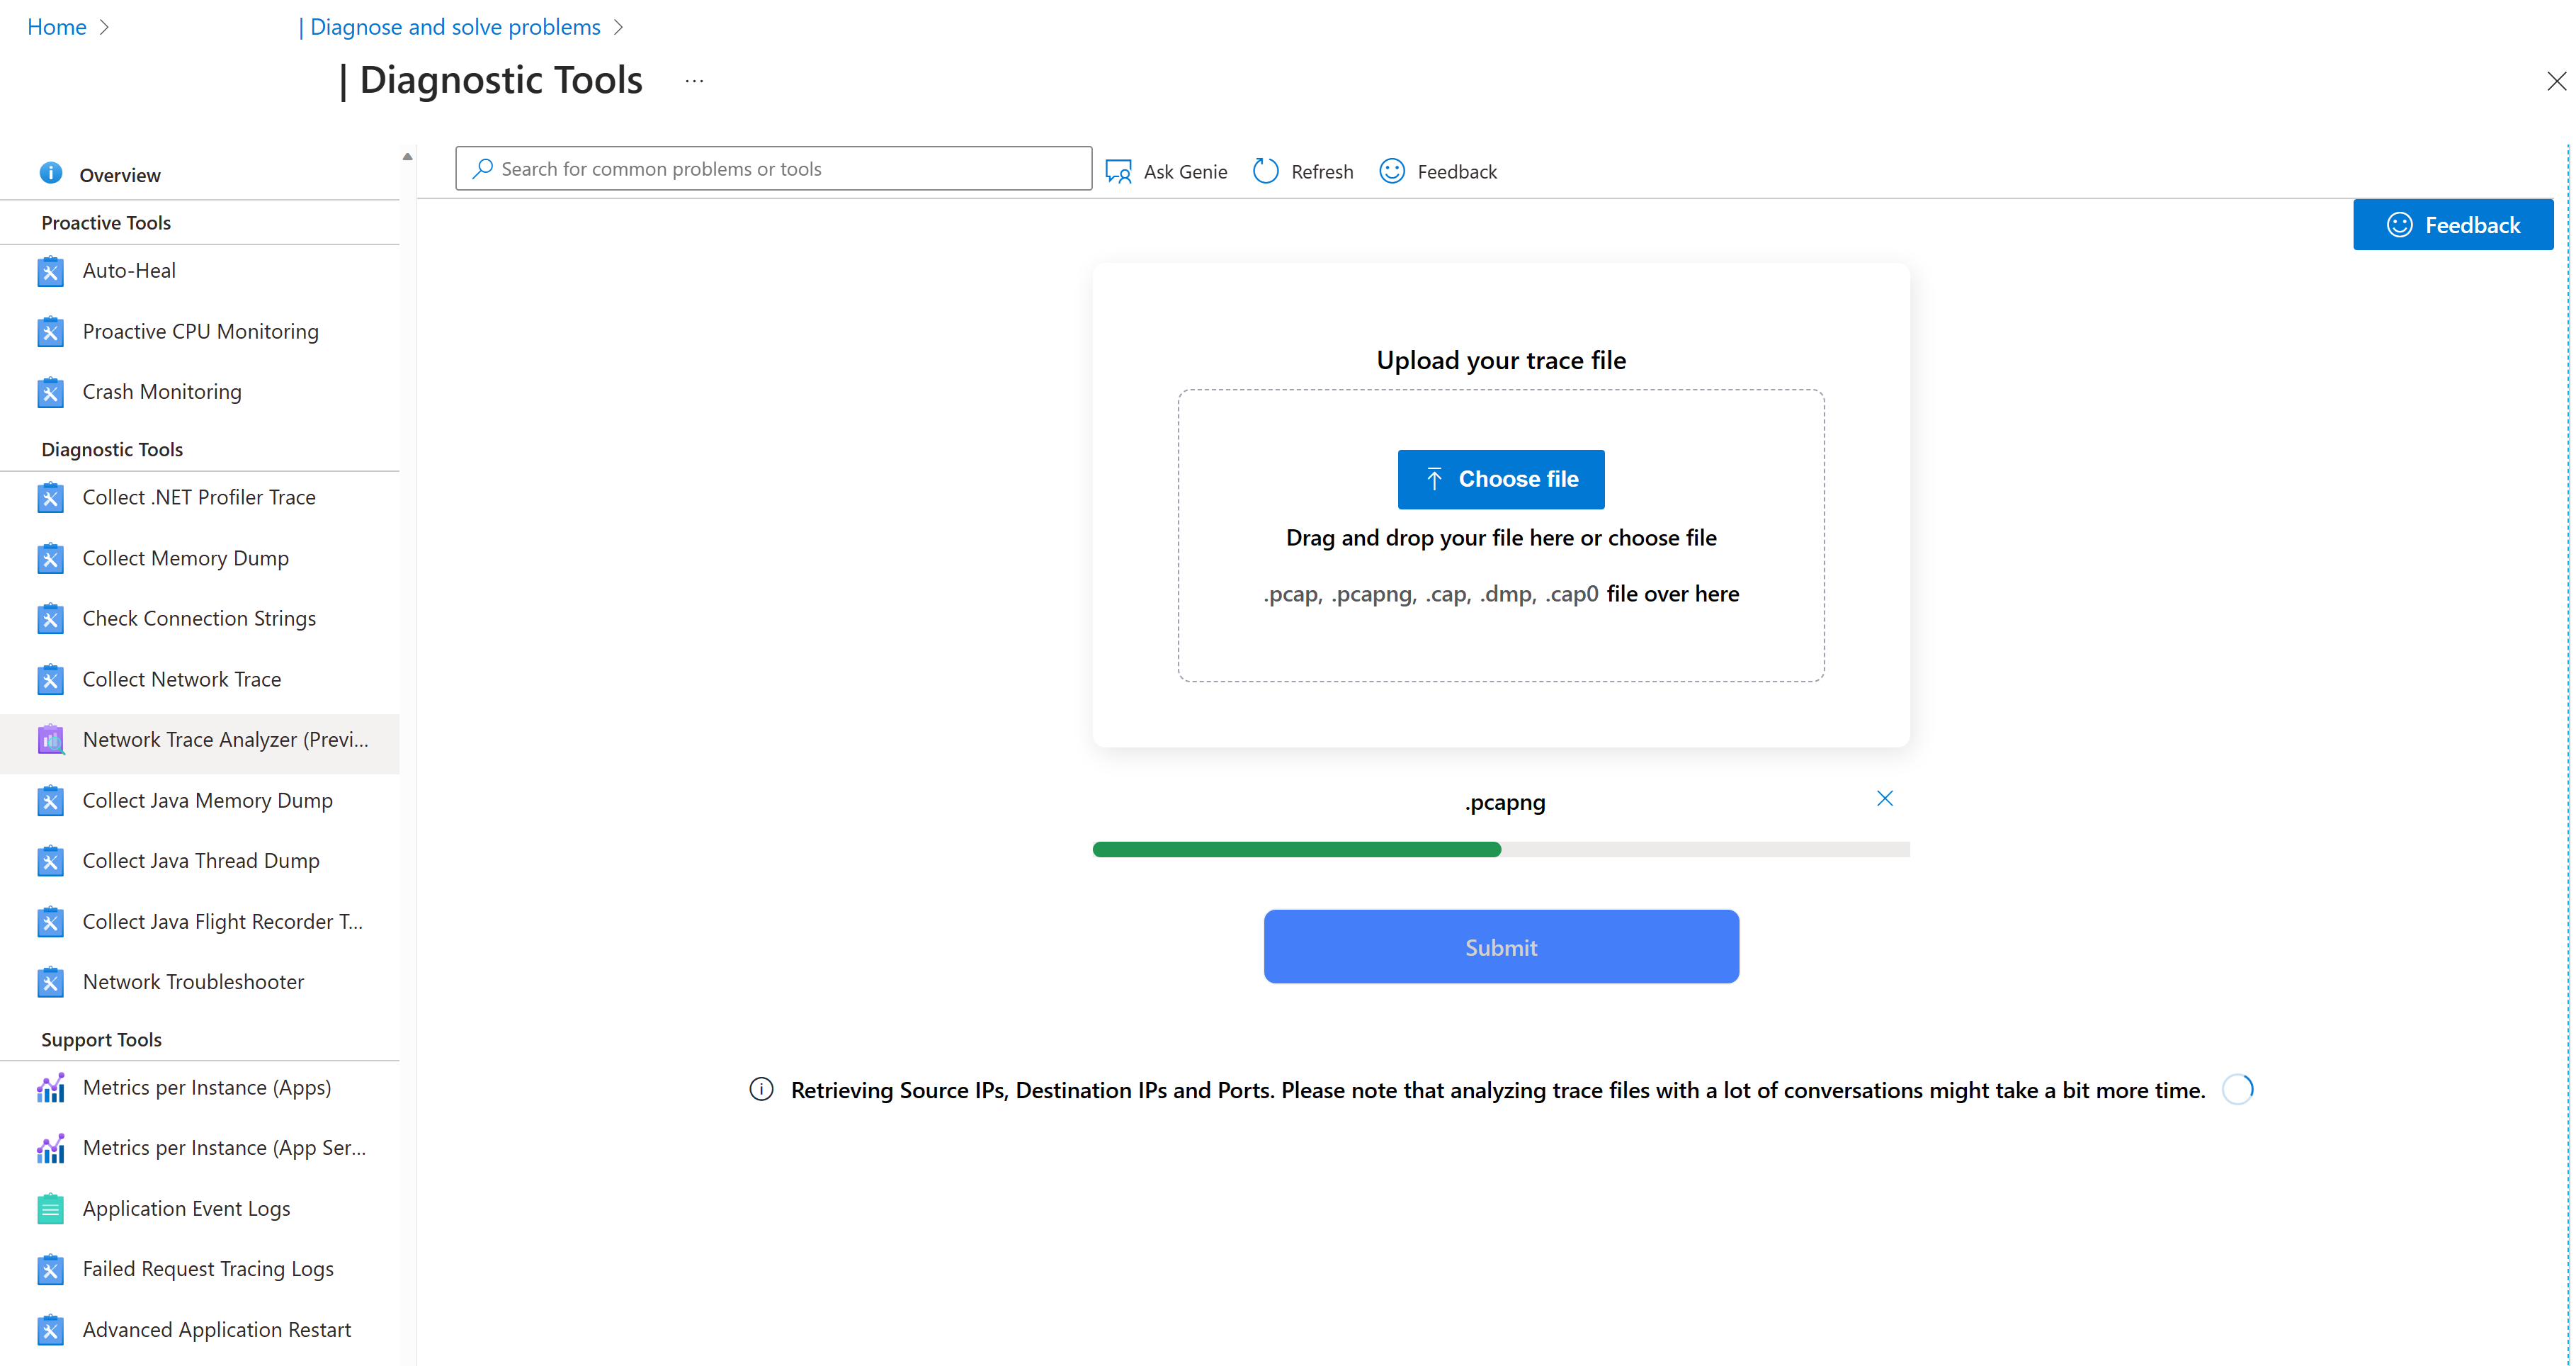 Home > | Diagnose and solve problems >
| Diagnostic Tools ...
Overview
Proactive Tools
Auto-Heal
Proactive CPU Monitoring
Crash Monitoring
Diagnostic Tools
Collect .NET Profiler Trace
Collect Memory Dump
Check Connection Strings
Collect Network Trace
Network Trace Analyzer (Previ...
Collect Java Memory Dump
Collect Java Thread Dump
Collect Java Flight Recorder T...
Network Troubleshooter
Support Tools
Metrics per Instance (Apps)
Metrics per Instance (App Ser...
Application Event Logs
Failed Request Tracing Logs
Advanced Application Restart
Search for common problems or tools
Ask Genie
Refresh
Feedback
Feedback
Upload your trace file
Choose file
Drag and drop your file here or choose file
.pcap, .pcapng, .cap, .dmp, .cap0 file over here
.pcapng
Submit
Retrieving Source IPs, Destination IPs and Ports. Please note that analyzing trace files with a lot of conversations might take a bit more time.